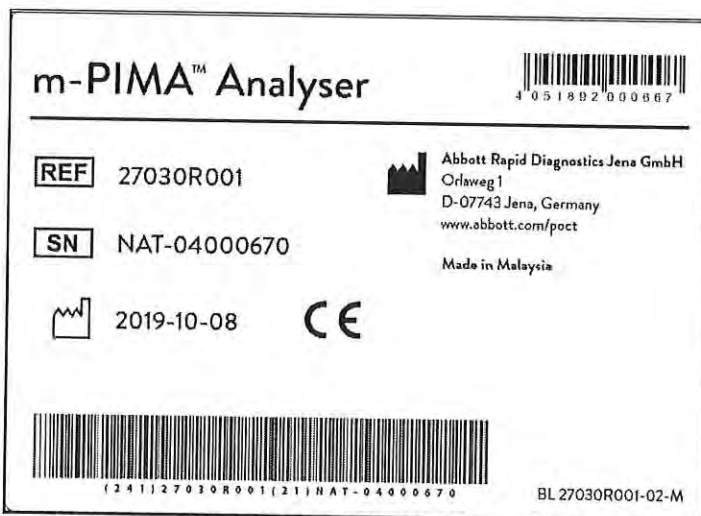 m-PIMA™ Analyser
4 051892 000667
REF 27030R001
SN NAT-04000670
2019-10-08 CE
Abbott Rapid Diagnostics Jena GmbH
Orlaweg 1
D-07743 Jena, Germany
www.abbott.com/poct
Made in Malaysia
(241)27030R001(21)NAT-04000670
BL 27030R001-02-M